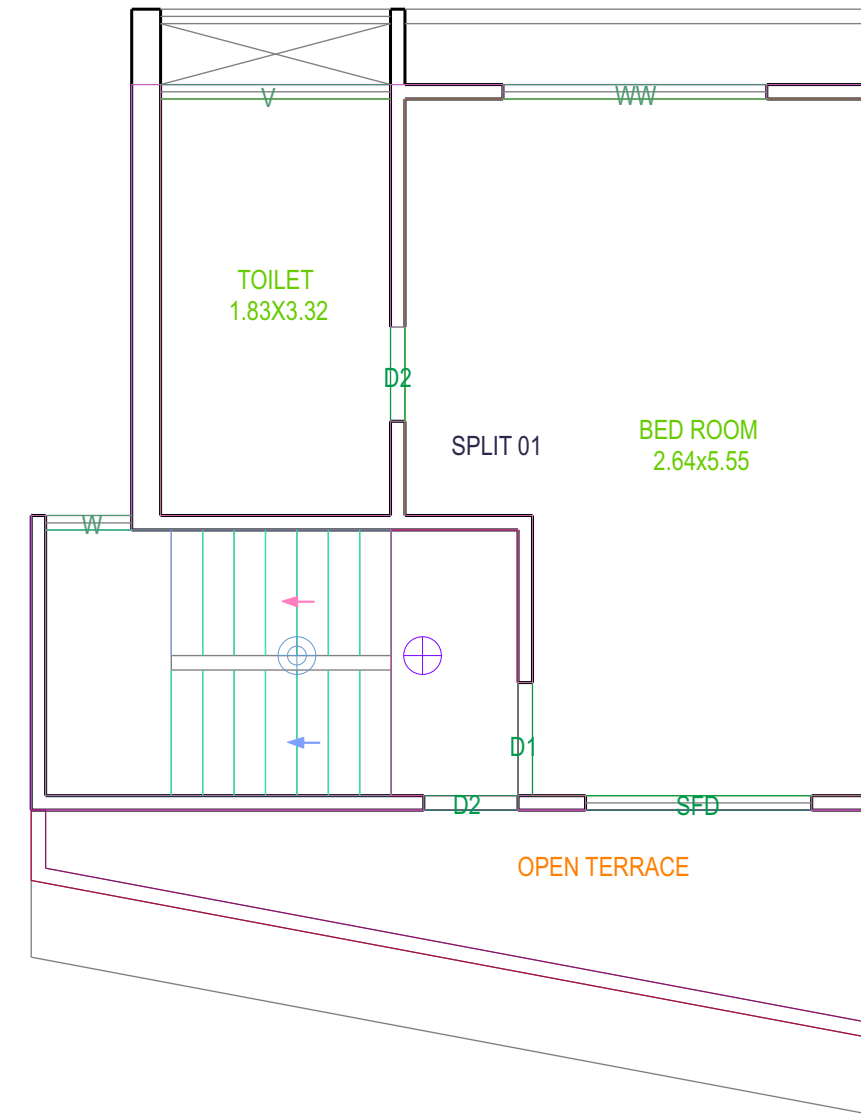 V
WW
TOILET
1.83X3.32
D2
SPLIT 01
BED ROOM
2.64x5.55
W
D1
D2
SFD
OPEN TERRACE